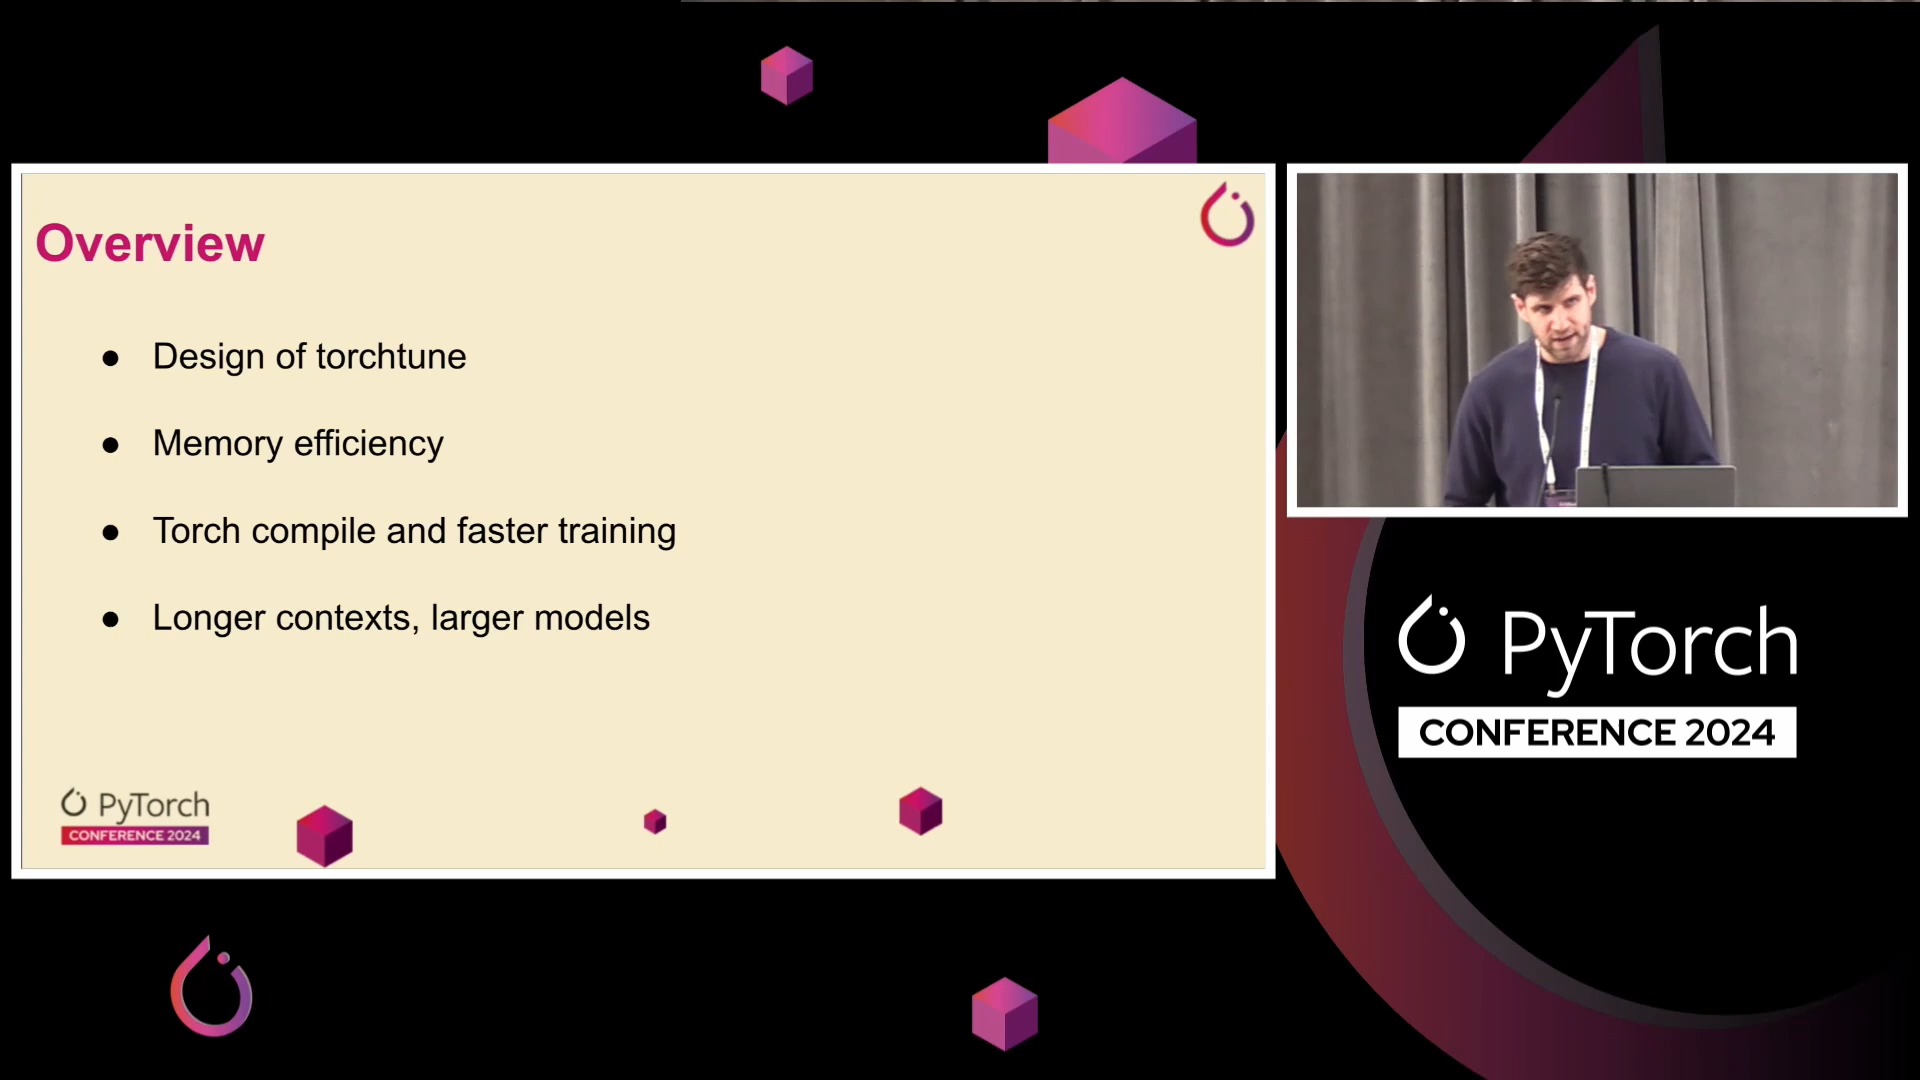 Overview
● Design of torchtune
● Memory efficiency
● Torch compile and faster training
● Longer contexts, larger models
PyTorch
CONFERENCE 2024
PyTorch
CONFERENCE 2024